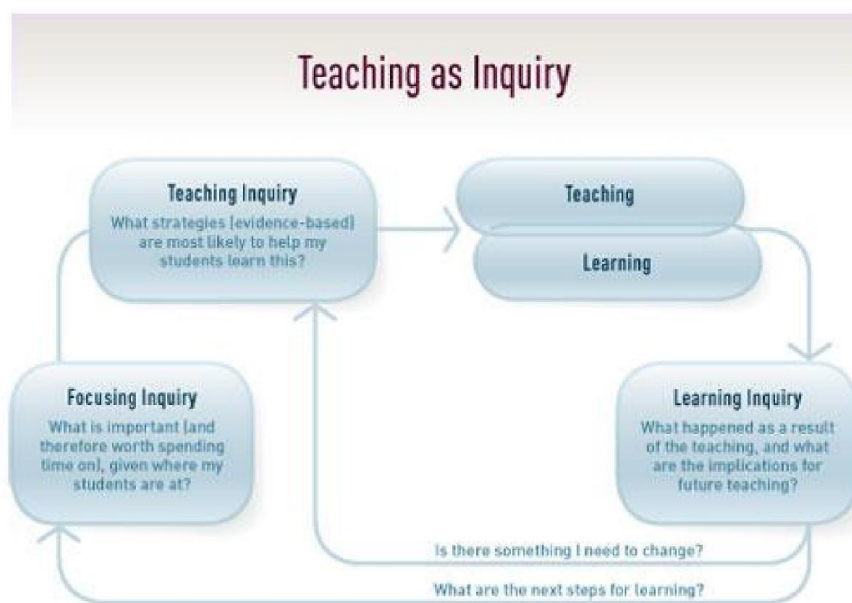 Teaching as Inquiry
Teaching Inquiry
What strategies (evidence-based)
are most likely to help my
students learn this?
Teaching
Learning
Focusing Inquiry
What is important (and
therefore worth spending
time on), given where my
students are at?
Learning Inquiry
What happened as a result
of the teaching, and what
are the implications for
future teaching?
Is there something I need to change?
What are the next steps for learning?